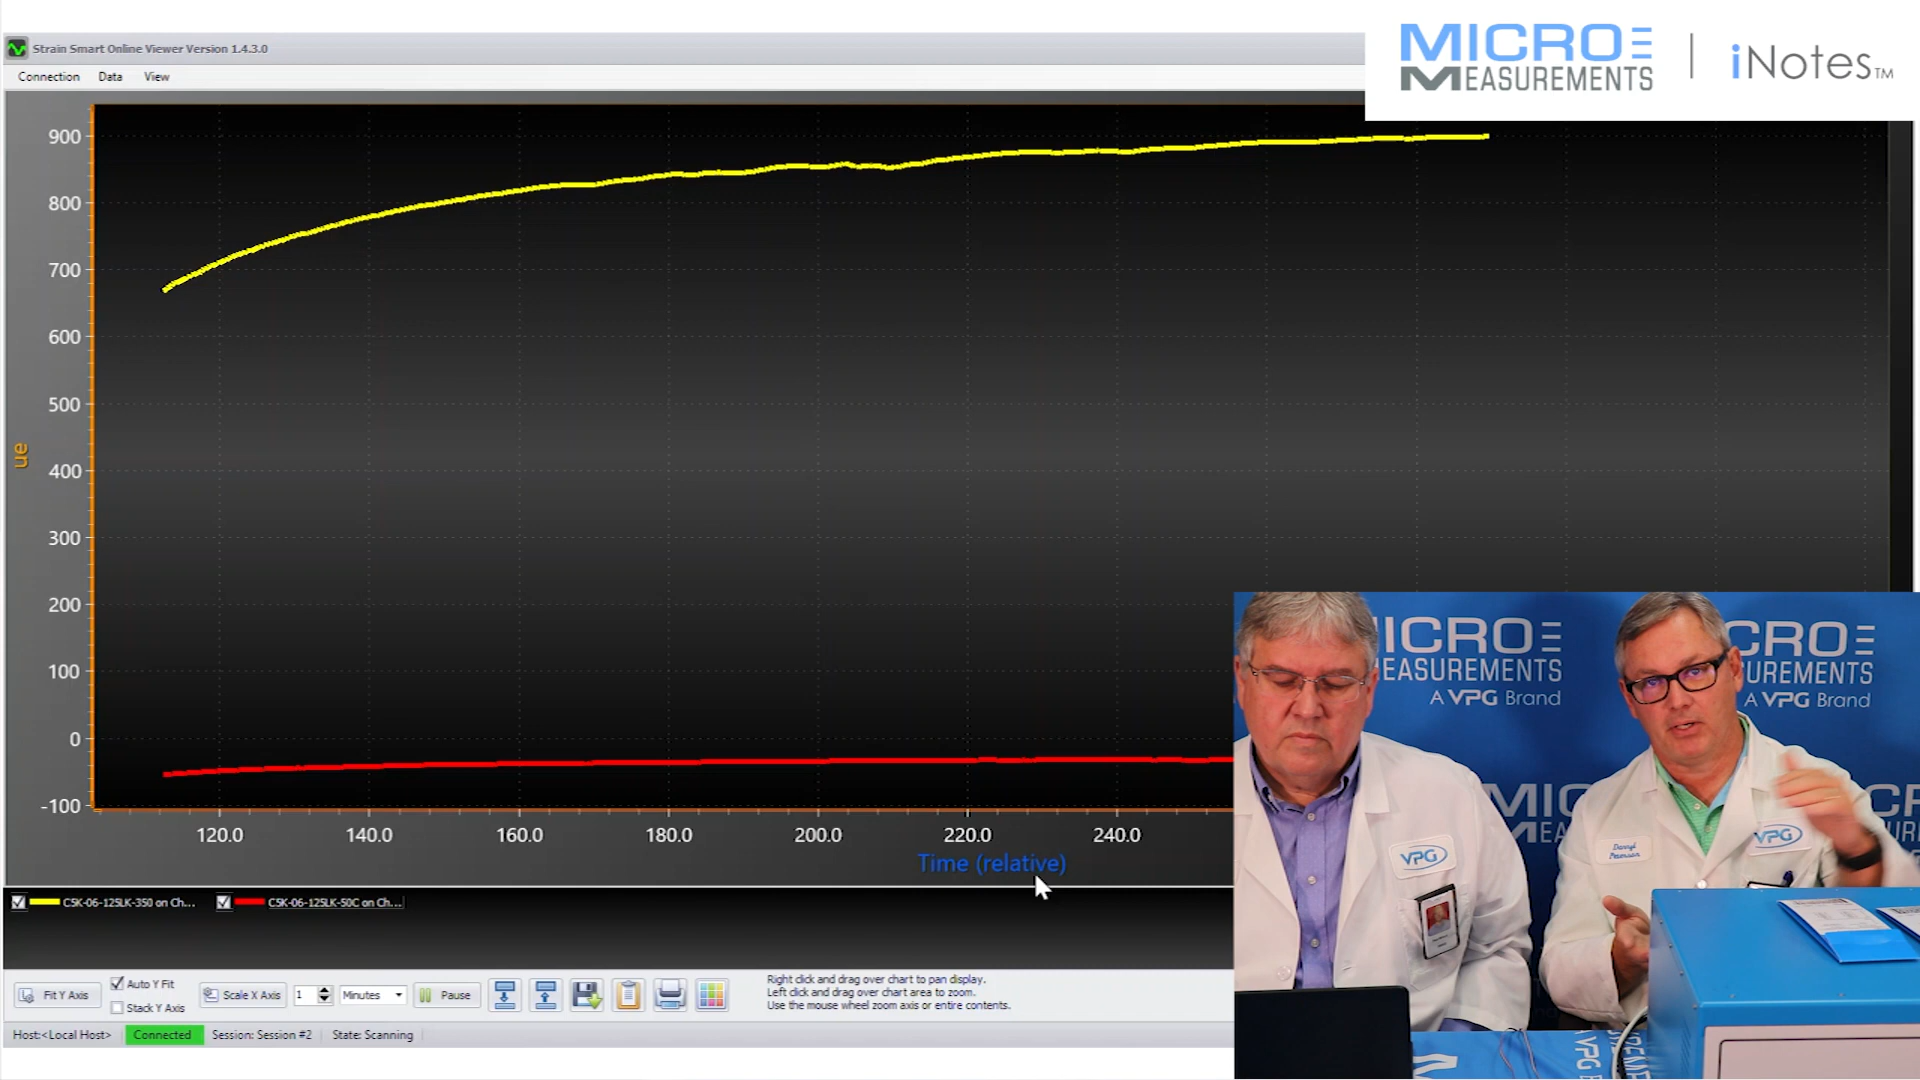 MICRO
MEASUREMENTS
iNotes™
Strain Smart Online Viewer Version 1.4.3.0
Connection Data View
900
800
700
600
500
400
300
200
100
0
-100
ue
120.0 140.0 160.0 180.0 200.0 220.0 240.0
Time (relative)
C5K-06-125LK-350 on Ch...
C5K-06-125LK-50C on Ch...
Fit Y Axis
Auto Y Fit
Stack Y Axis
Scale X Axis
1
Minutes
Pause
Right click and drag over chart to pan display.
Left click and drag over chart area to zoom.
Use the mouse wheel zoom axis or entire contents.
Host:<Local Host> Connected Session: Session #2 State: Scanning
ICRO
EASUREMENTS
A VPG Brand
CRO
MEASUREMENTS
A VPG Brand
VPG
Darryl
Peterson
VPG